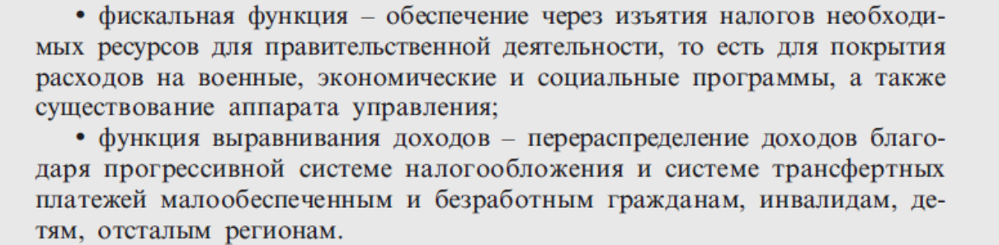 • фискальная функция – обеспечение через изъятия налогов необходи-
мых ресурсов для правительственной деятельности, то есть для покрытия
расходов на военные, экономические и социальные программы, а также
существование аппарата управления;
• функция выравнивания доходов – перераспределение доходов благо-
даря прогрессивной системе налогообложения и системе трансфертных
платежей малообеспеченным и безработным гражданам, инвалидам, де-
тям, отсталым регионам.